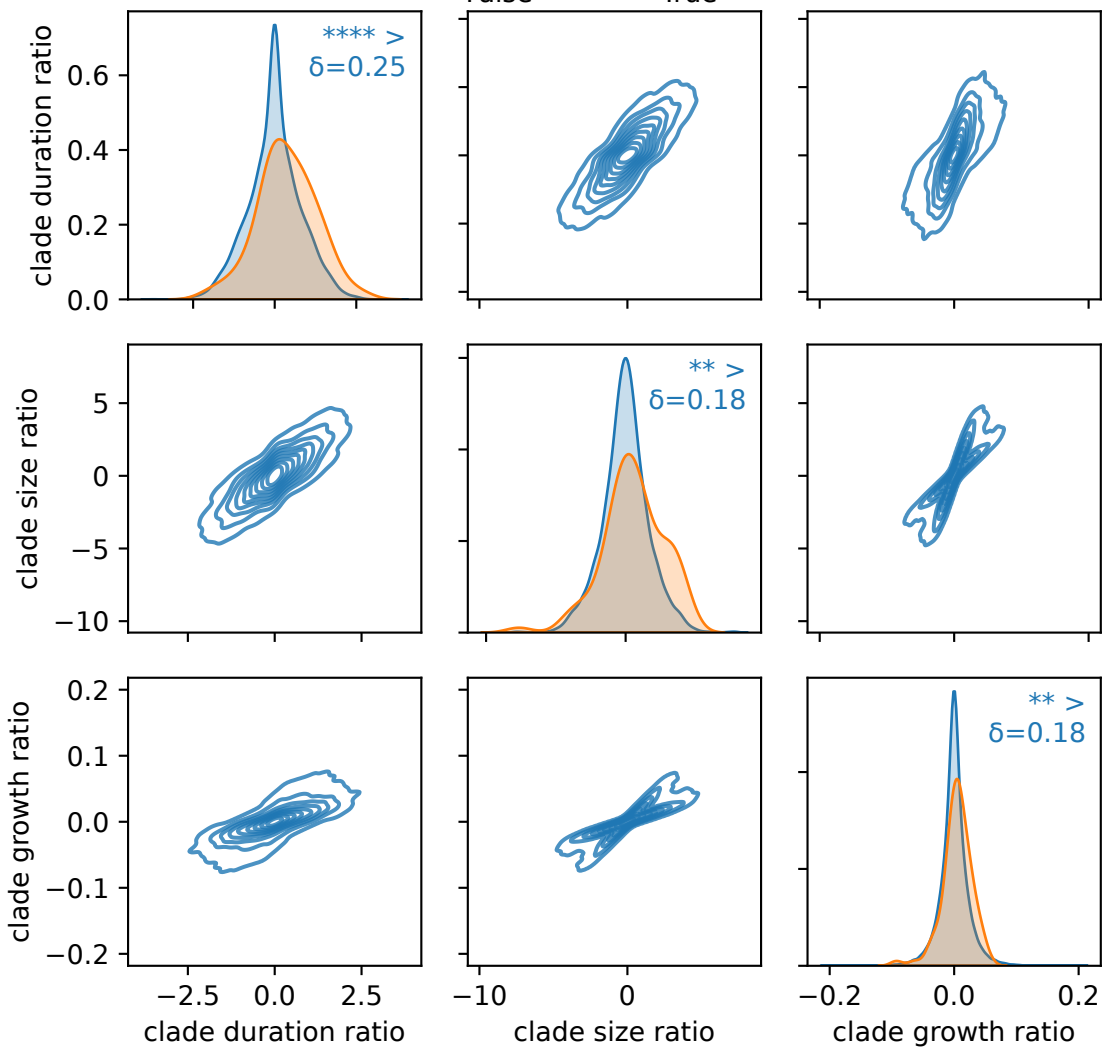 clade duration ratio
0.6
0.4
0.2
0.0
**** >
δ=0.25
clade size ratio
5
0
−5
−10
** >
δ=0.18
clade growth ratio
0.2
0.1
0.0
−0.1
−0.2
** >
δ=0.18
−2.5 0.0 2.5
−10 0
−0.2 0.0 0.2
clade duration ratio
clade size ratio
clade growth ratio